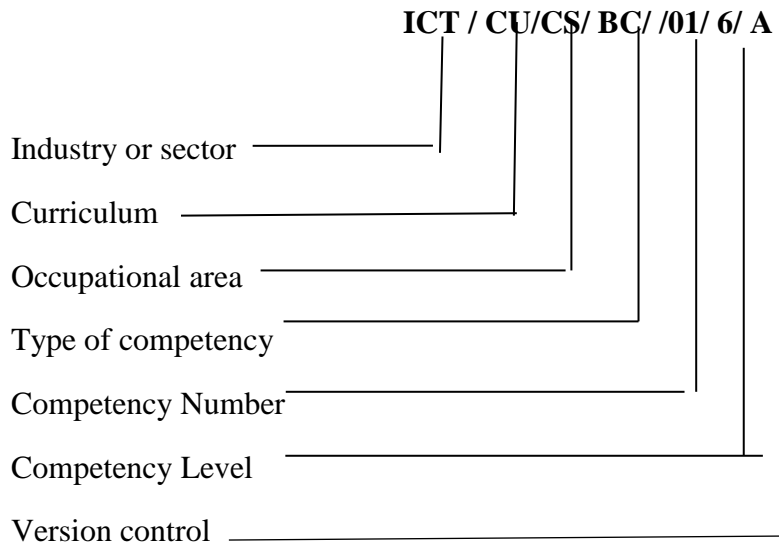 ICT / CU/CS/ BC/ /01/ 6/ A
Industry or sector
Curriculum
Occupational area
Type of competency
Competency Number
Competency Level
Version control